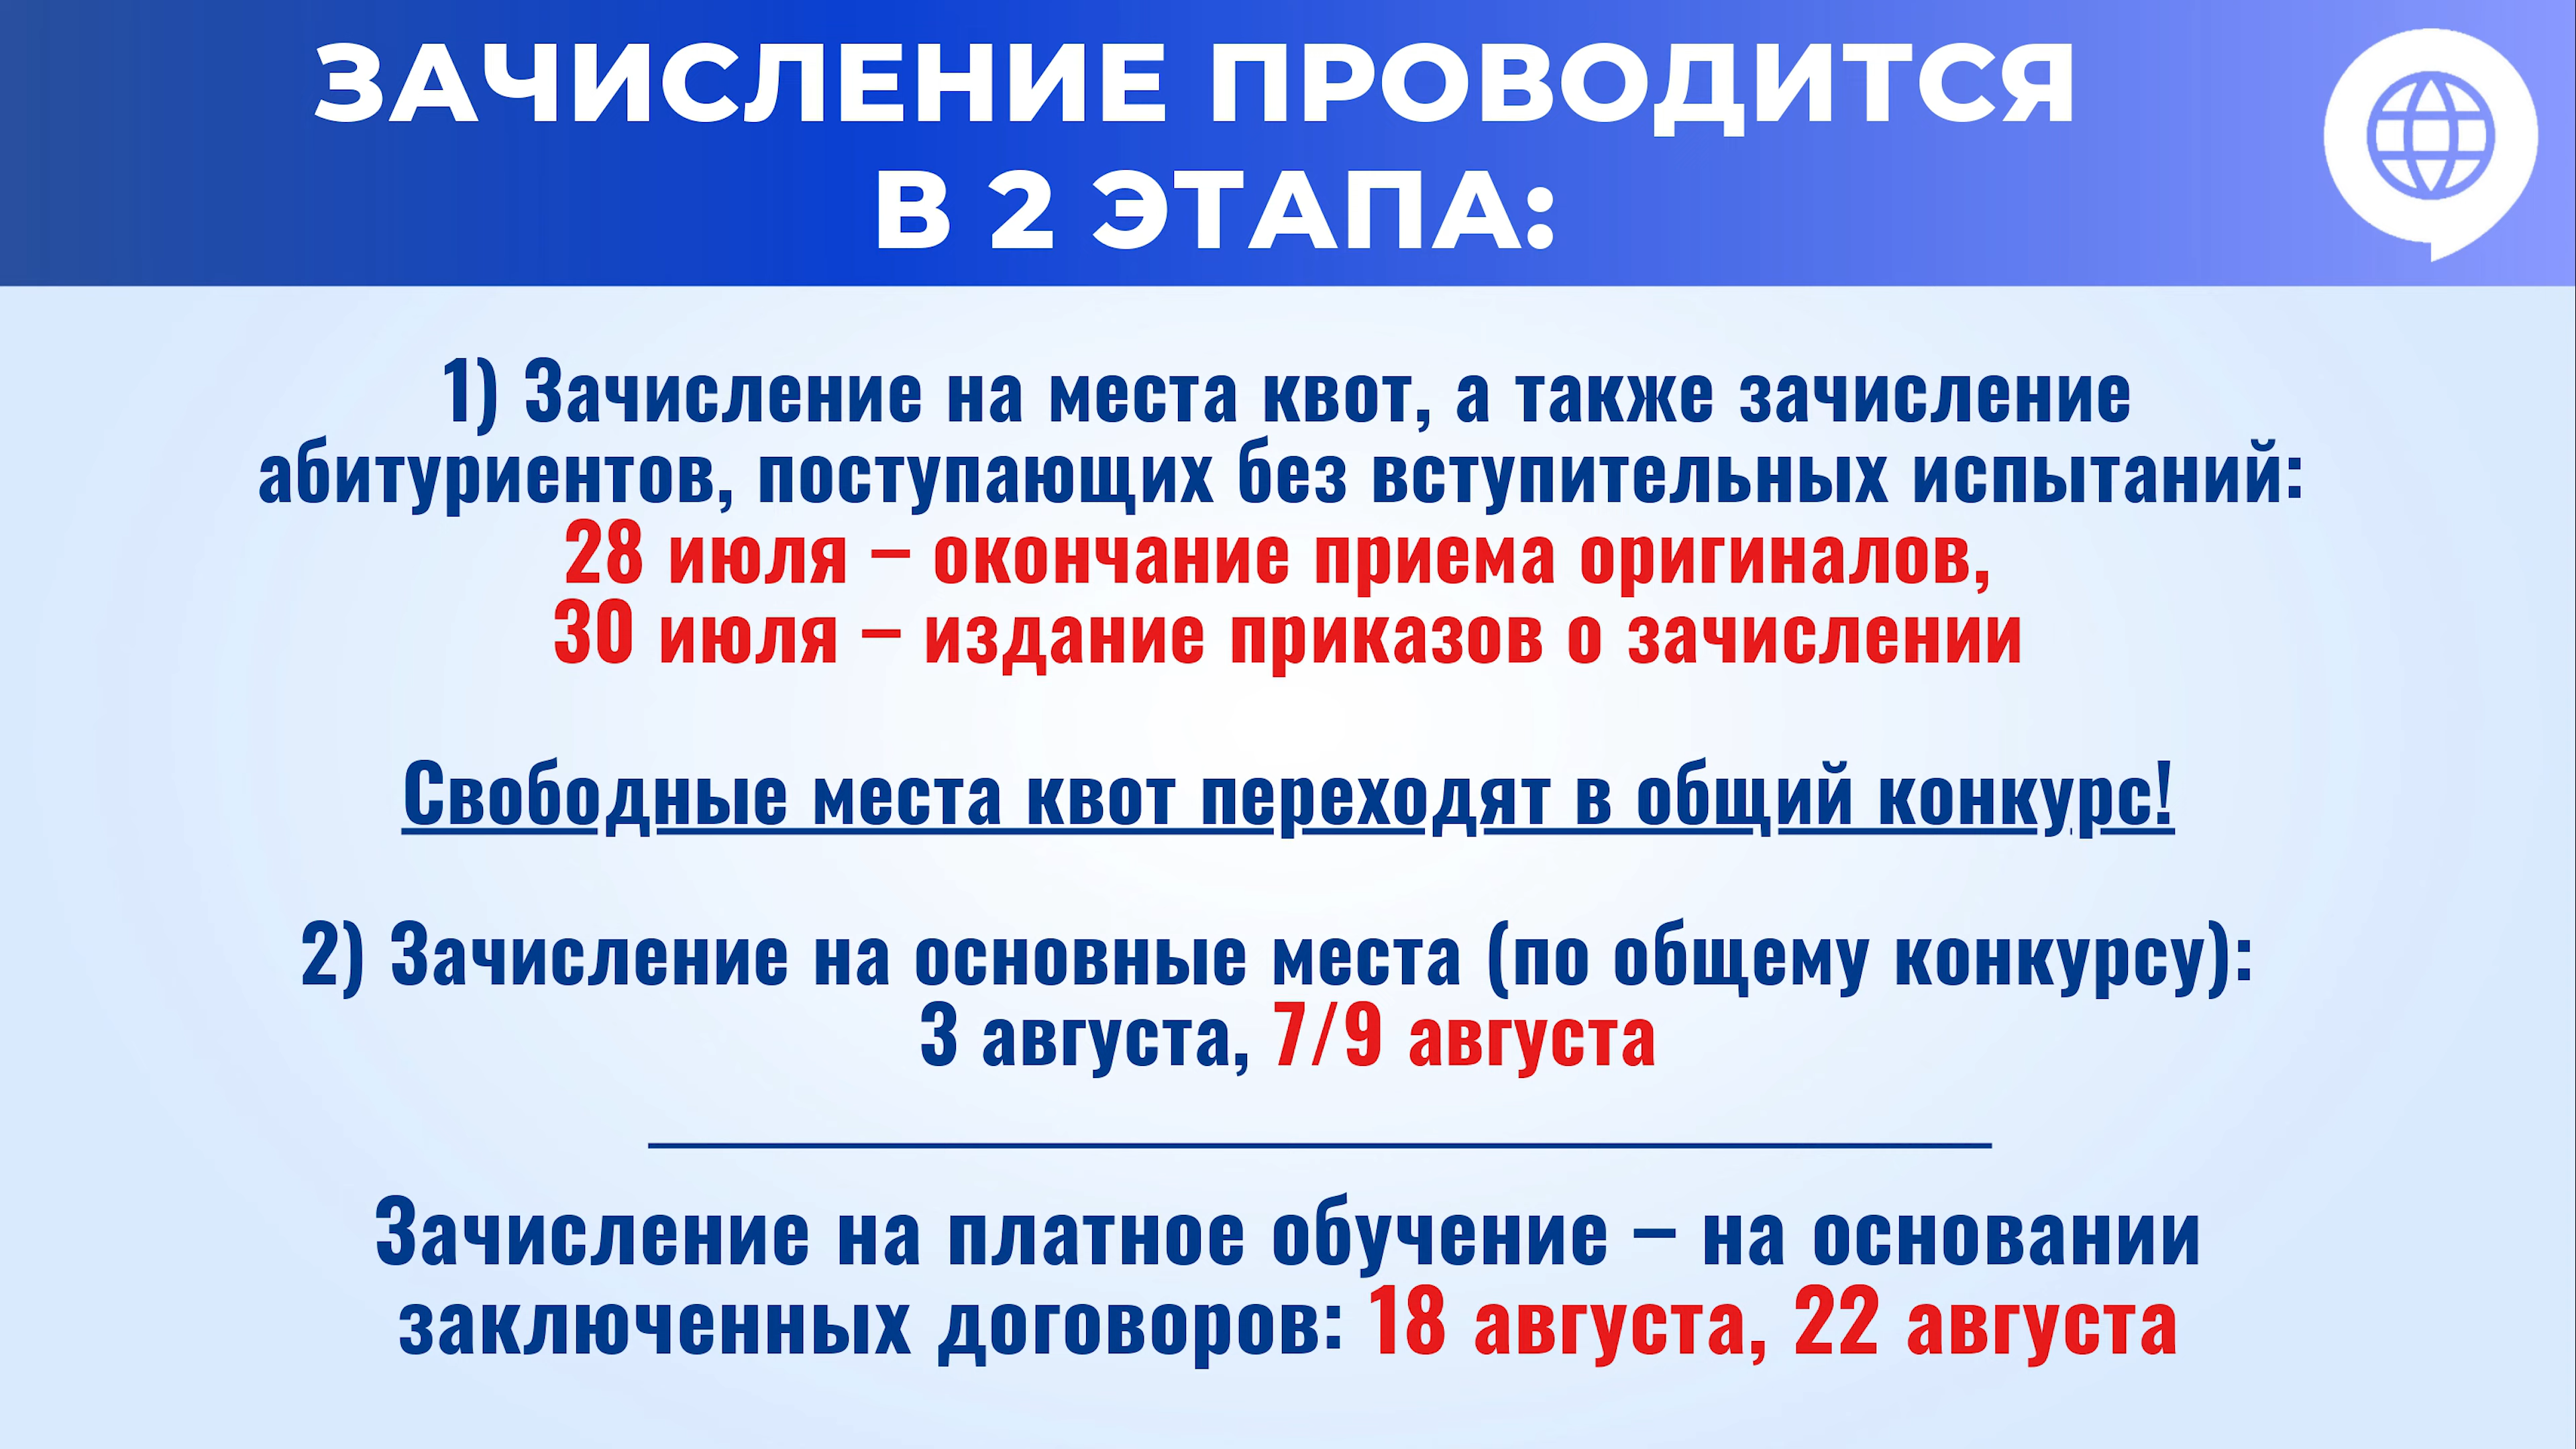 ЗАЧИСЛЕНИЕ ПРОВОДИТСЯ
В 2 ЭТАПА:
1) Зачисление на места квот, а также зачисление
абитуриентов, поступающих без вступительных испытаний:
28 июля – окончание приема оригиналов,
30 июля – издание приказов о зачислении
Свободные места квот переходят в общий конкурс!
2) Зачисление на основные места (по общему конкурсу):
3 августа, 7/9 августа
Зачисление на платное обучение – на основании
заключенных договоров: 18 августа, 22 августа